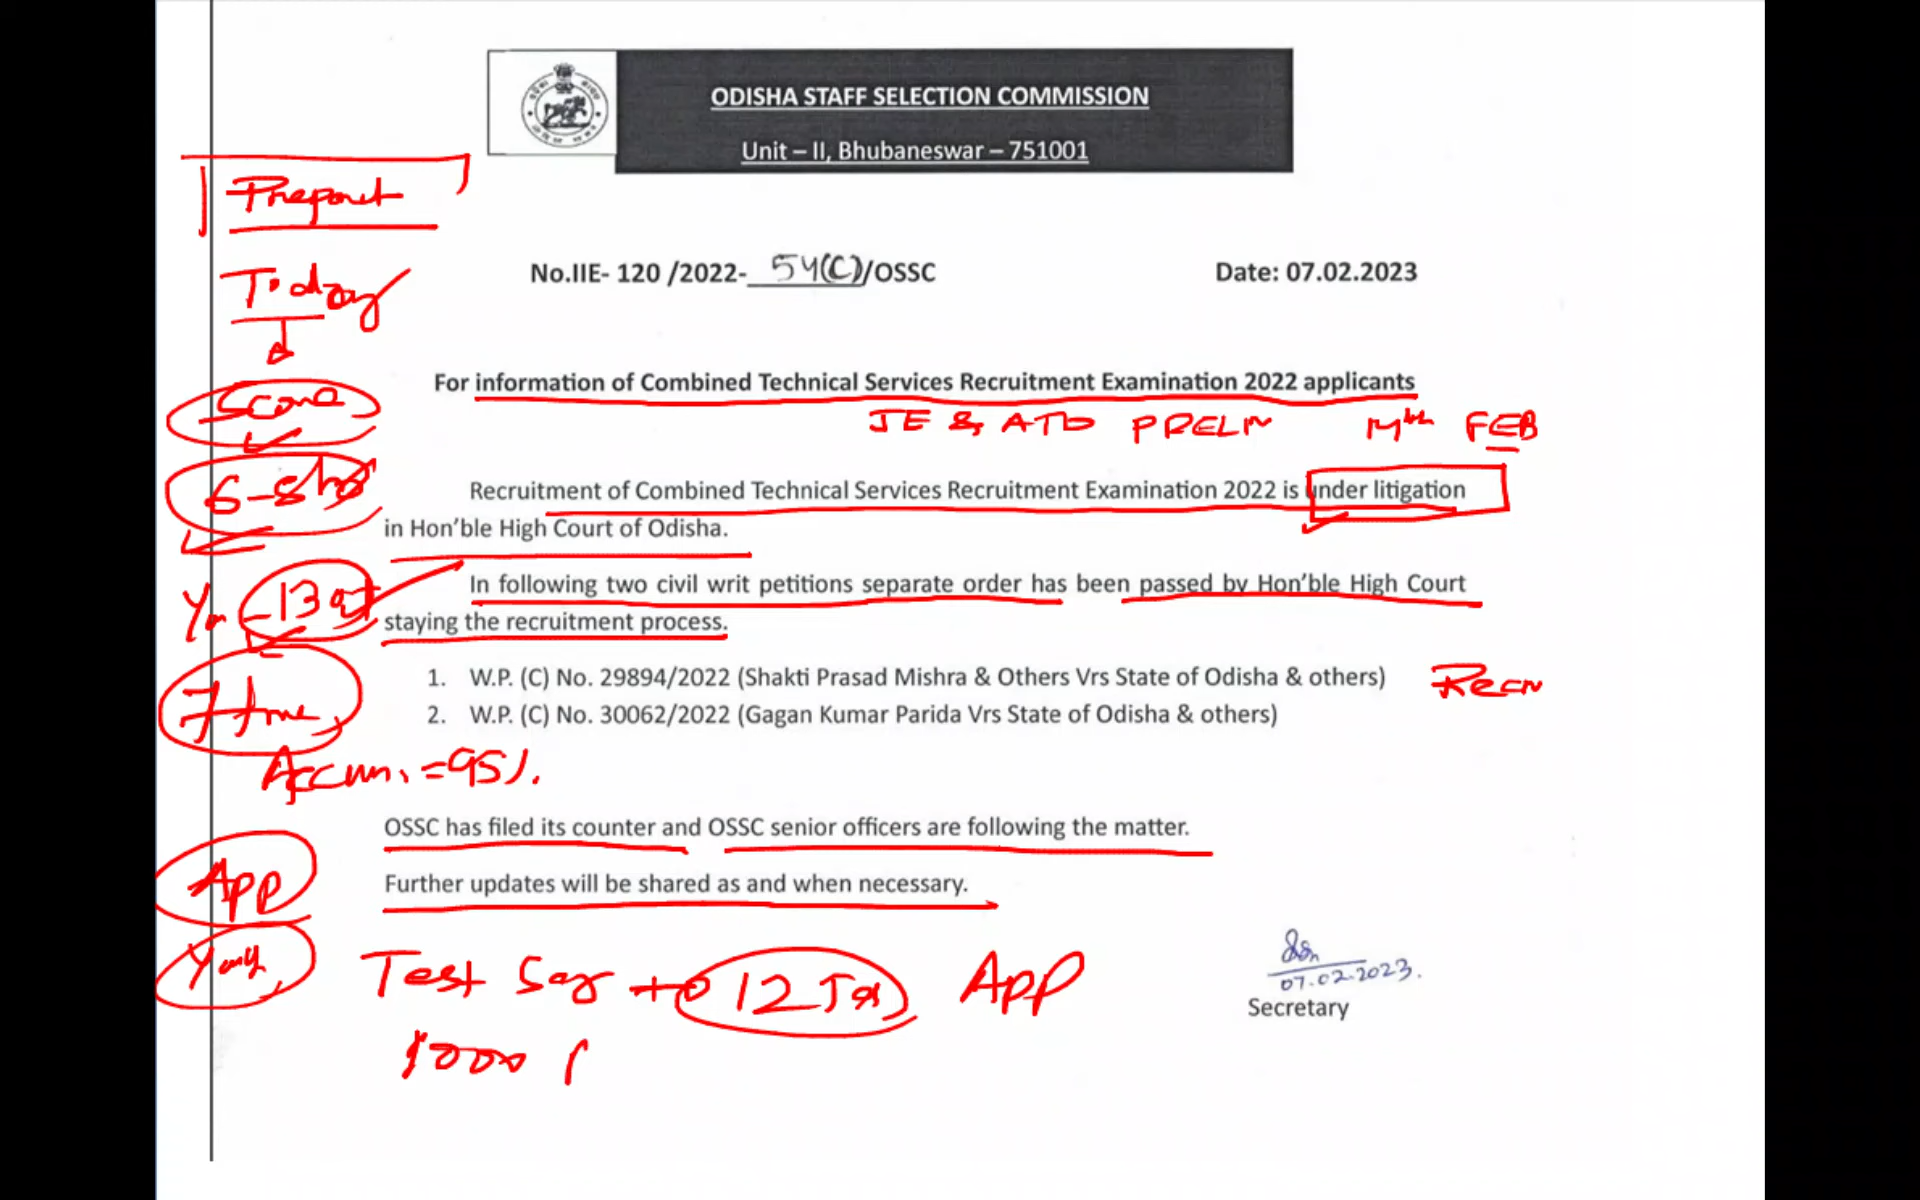 ODISHA STAFF SELECTION COMMISSION
Unit – II, Bhubaneswar – 751001
Today
No.IIE- 120 /2022- 54(C)/OSSC
Date: 07.02.2023
For information of Combined Technical Services Recruitment Examination 2022 applicants
Score
JE & ATO PRELIM FEB
Recruitment of Combined Technical Services Recruitment Examination 2022 is under litigation
in Hon'ble High Court of Odisha.
In following two civil writ petitions separate order has been passed by Hon'ble High Court
staying the recruitment process.
1. W.P. (C) No. 29894/2022 (Shakti Prasad Mishra & Others Vrs State of Odisha & others)
2. W.P. (C) No. 30062/2022 (Gagan Kumar Parida Vrs State of Odisha & others)
=95%.
OSSC has filed its counter and OSSC senior officers are following the matter.
Further updates will be shared as and when necessary.
App
Test 12 App
07.02.2023.
Secretary